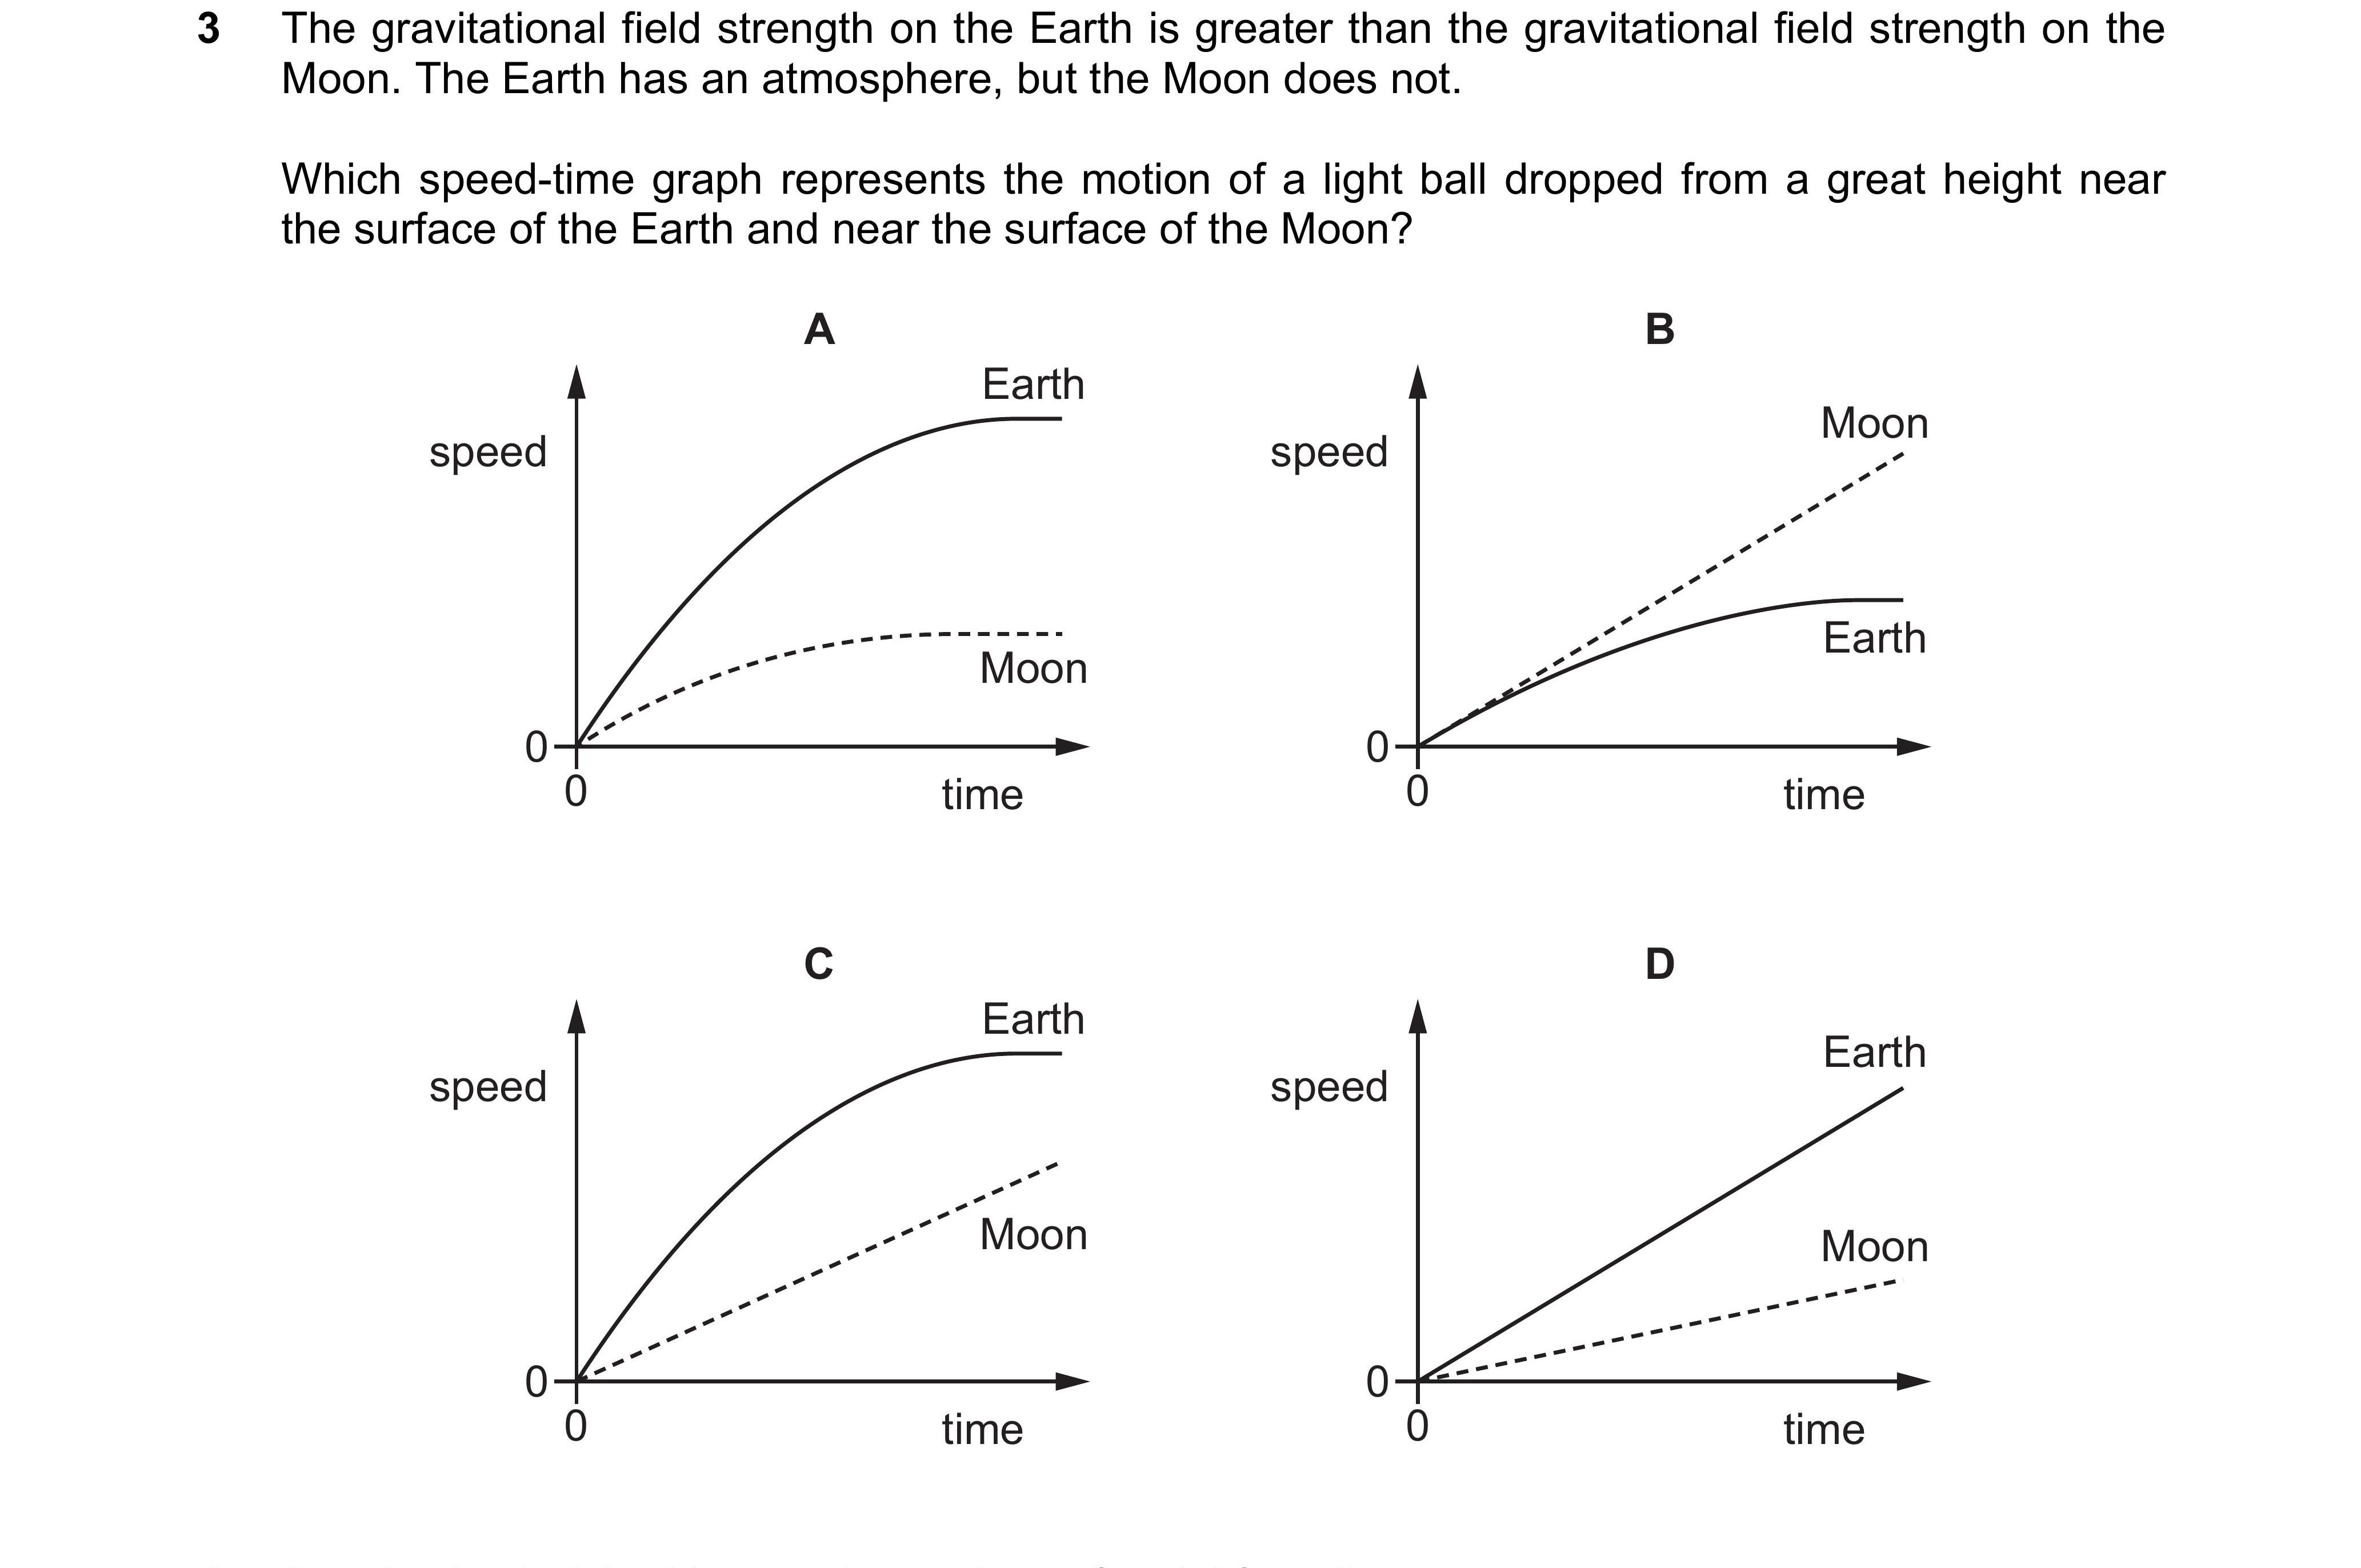 3 The gravitational field strength on the Earth is greater than the gravitational field strength on the
Moon. The Earth has an atmosphere, but the Moon does not.
Which speed-time graph represents the motion of a light ball dropped from a great height near
the surface of the Earth and near the surface of the Moon?
A
speed
Earth
Moon
0
0
time
B
speed
Moon
Earth
0
0
time
C
speed
Earth
Moon
0
0
time
D
speed
Earth
Moon
0
0
time